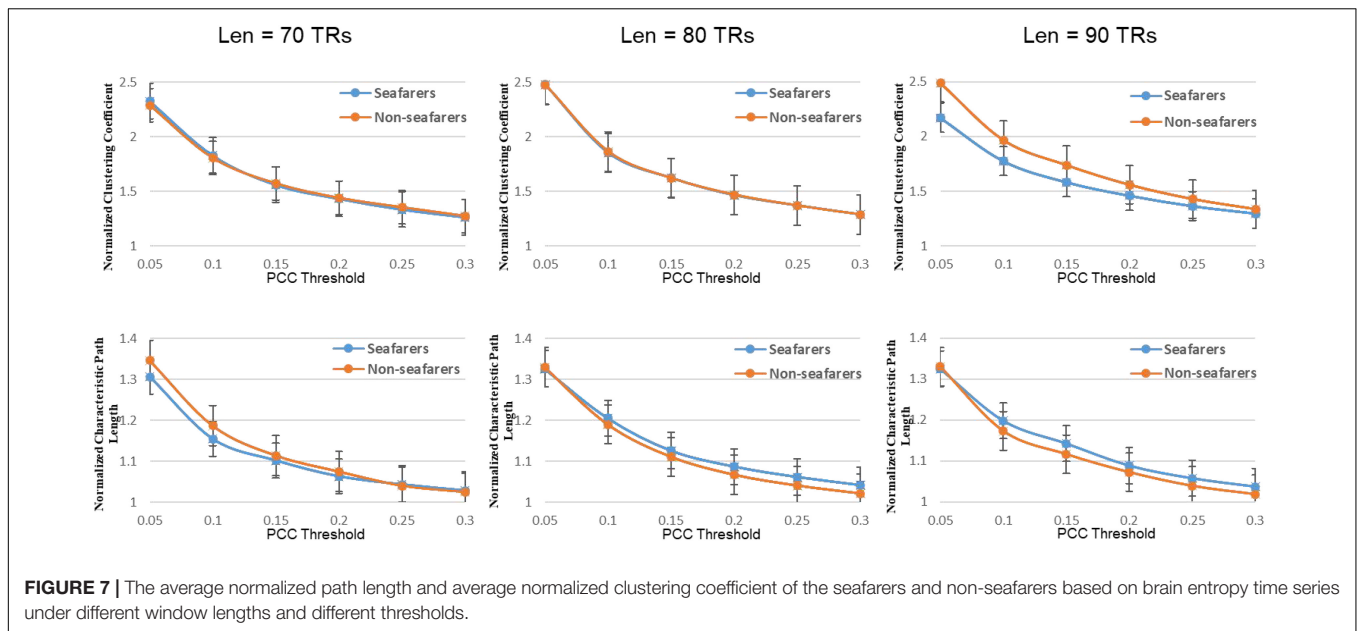 Len = 70 TRs
Len = 80 TRs
Len = 90 TRs
Normalized Clustering Coefficient
2.5
2
1.5
1
Seafarers
Non-seafarers
0.05 0.1 0.15 0.2 0.25 0.3
PCC Threshold
Normalized Clustering Coefficient
2.5
2
1.5
1
Seafarers
Non-seafarers
0.05 0.1 0.15 0.2 0.25 0.3
PCC Threshold
Normalized Clustering Coefficient
2.5
2
1.5
1
Seafarers
Non-seafarers
0.05 0.1 0.15 0.2 0.25 0.3
PCC Threshold
Normalized Characteristic Path
Length
1.4
1.3
1.2
1.1
1
Seafarers
Non-seafarers
0.05 0.1 0.15 0.2 0.25 0.3
PCC Threshold
Normalized Characteristic Path
Length
1.4
1.3
1.2
1.1
1
Seafarers
Non-seafarers
0.05 0.1 0.15 0.2 0.25 0.3
PCC Threshold
Normalized Characteristic Path
Length
1.4
1.3
1.2
1.1
1
Seafarers
Non-seafarers
0.05 0.1 0.15 0.2 0.25 0.3
PCC Threshold
FIGURE 7 | The average normalized path length and average normalized clustering coefficient of the seafarers and non-seafarers based on brain entropy time series
under different window lengths and different thresholds.